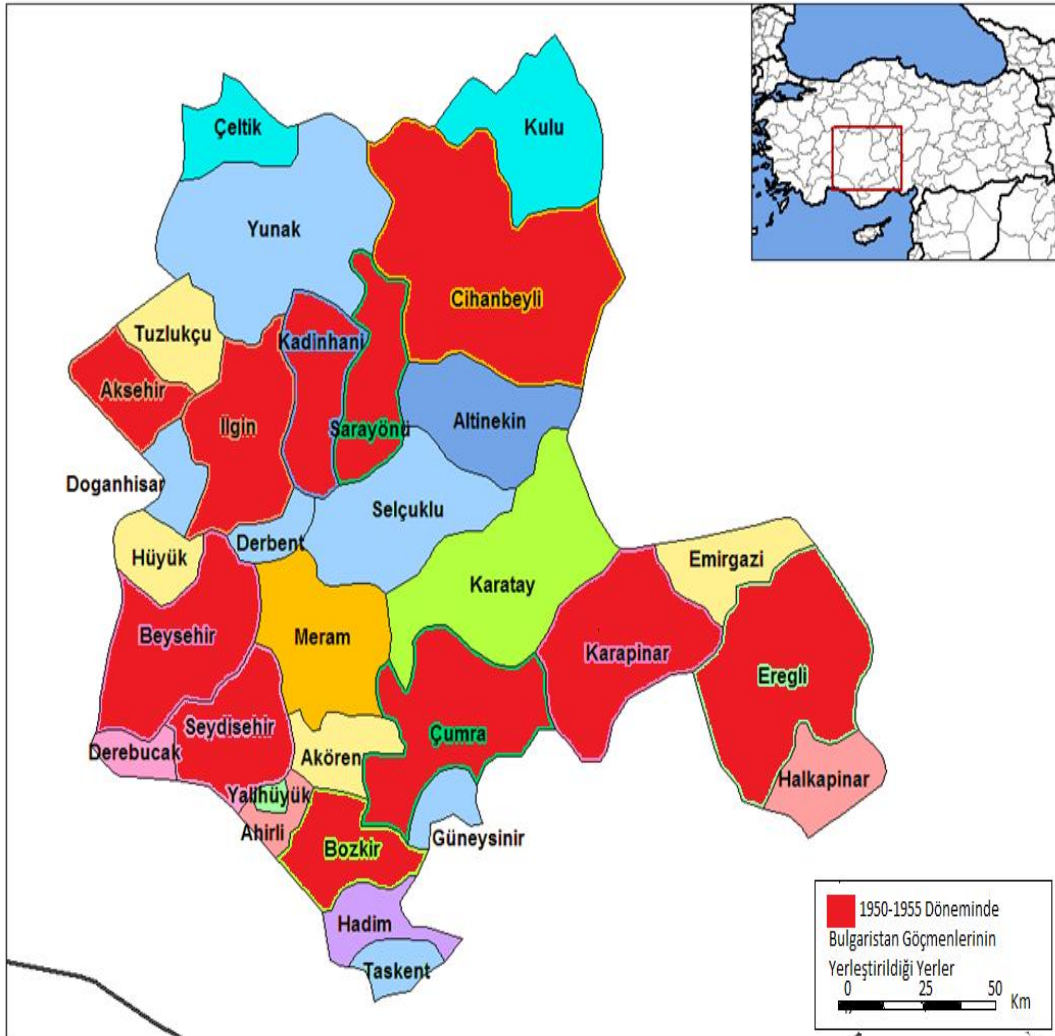 Çeltik
Kulu
Yunak
Cihanbeyli
Tuzlukçu
Kadinhani
Aksehir
Ilgin
Sarayönü
Altinekin
Doganhisar
Selçuklu
Derbent
Hüyük
Emirgazi
Karatay
Beysehir
Meram
Karapinar
Eregli
Seydisehir
Çumra
Derebucak
Akören
Halkapinar
Yalihüyük
Ahirli
Güneysinir
Bozkir
Hadim
Taskent
1950-1955 Döneminde
Bulgaristan Göçmenlerinin
Yerleştirildiği Yerler
0 25 50
Km